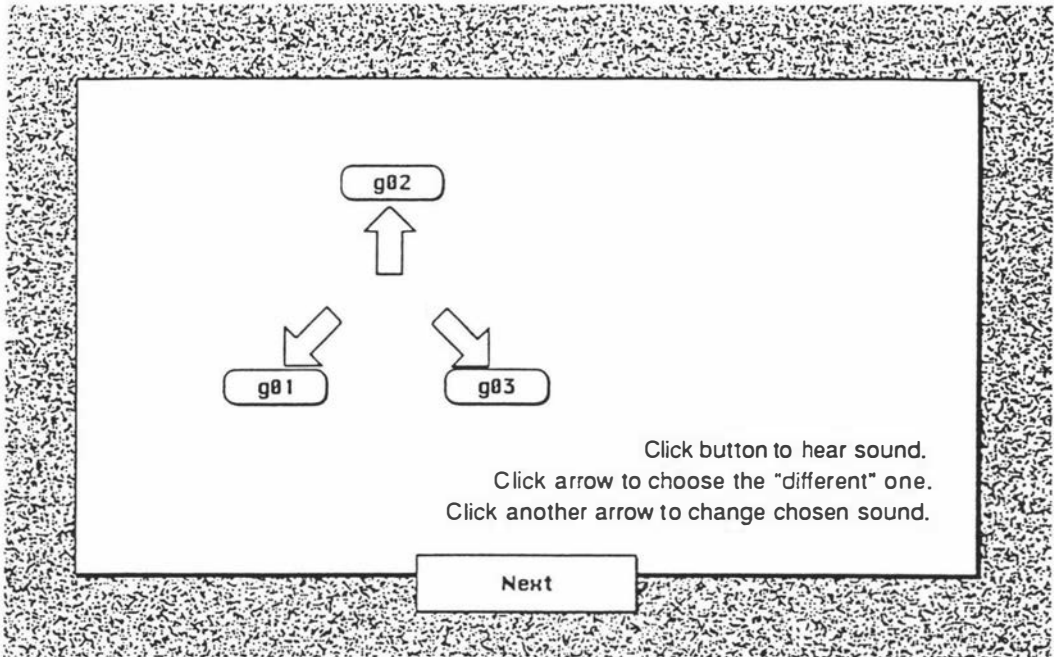 g02
g01
g03
Click button to hear sound.
Click arrow to choose the "different" one.
Click another arrow to change chosen sound.
Next